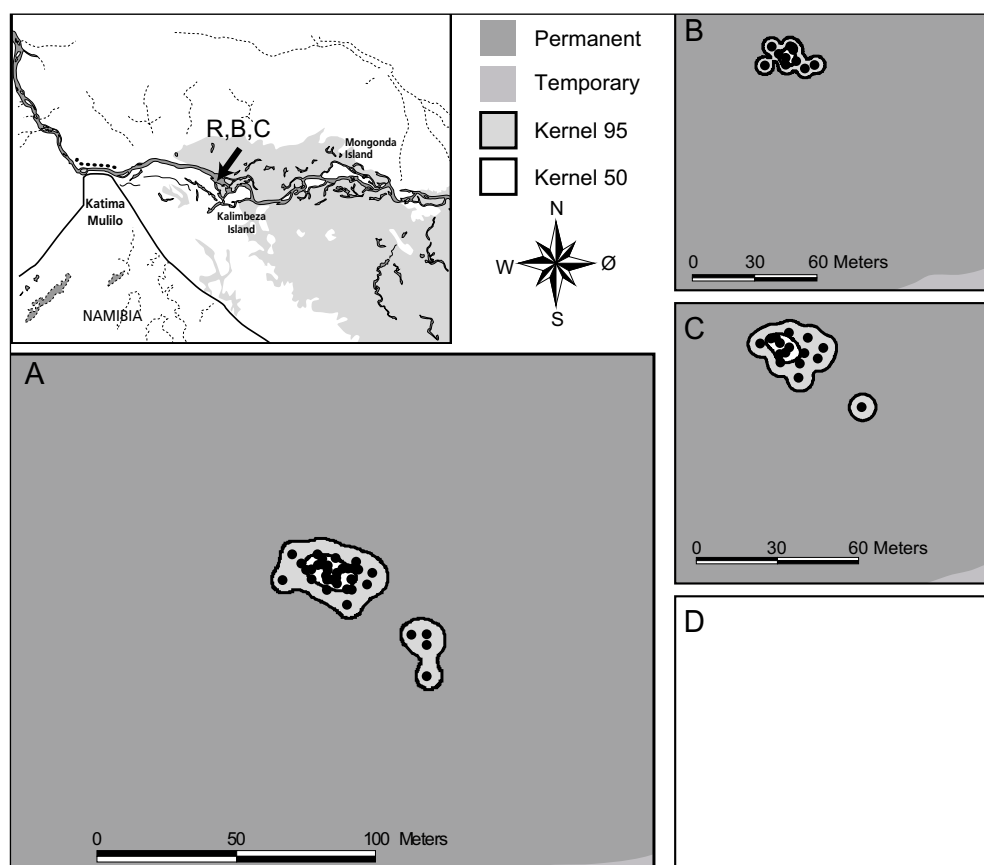 R,B,C
Mongonda
Island
Katima
Mulilo
Kalimbeza
Island
NAMIBIA
Permanent
Temporary
Kernel 95
Kernel 50
N
W
Ø
S
B
0 30 60 Meters
C
0 30 60 Meters
A
0 50 100 Meters
D